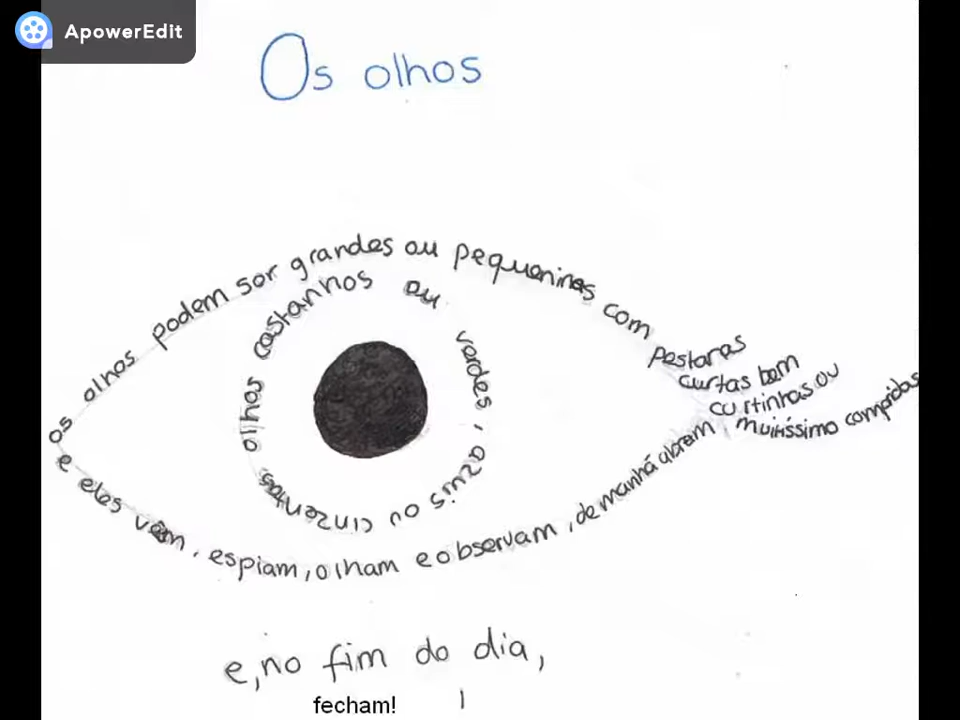 ApowerEdit
Os olhos
os olhos podem ser grandes ou pequeninos com
pestanas
curtas bem
curtinhas ou
muitíssimo compridas
olhos castanhos ou verdes, azuis ou cinzentos
e eles vêm, espiam, olham e observam, de manhã abrem
e, no fim do dia,
fecham!